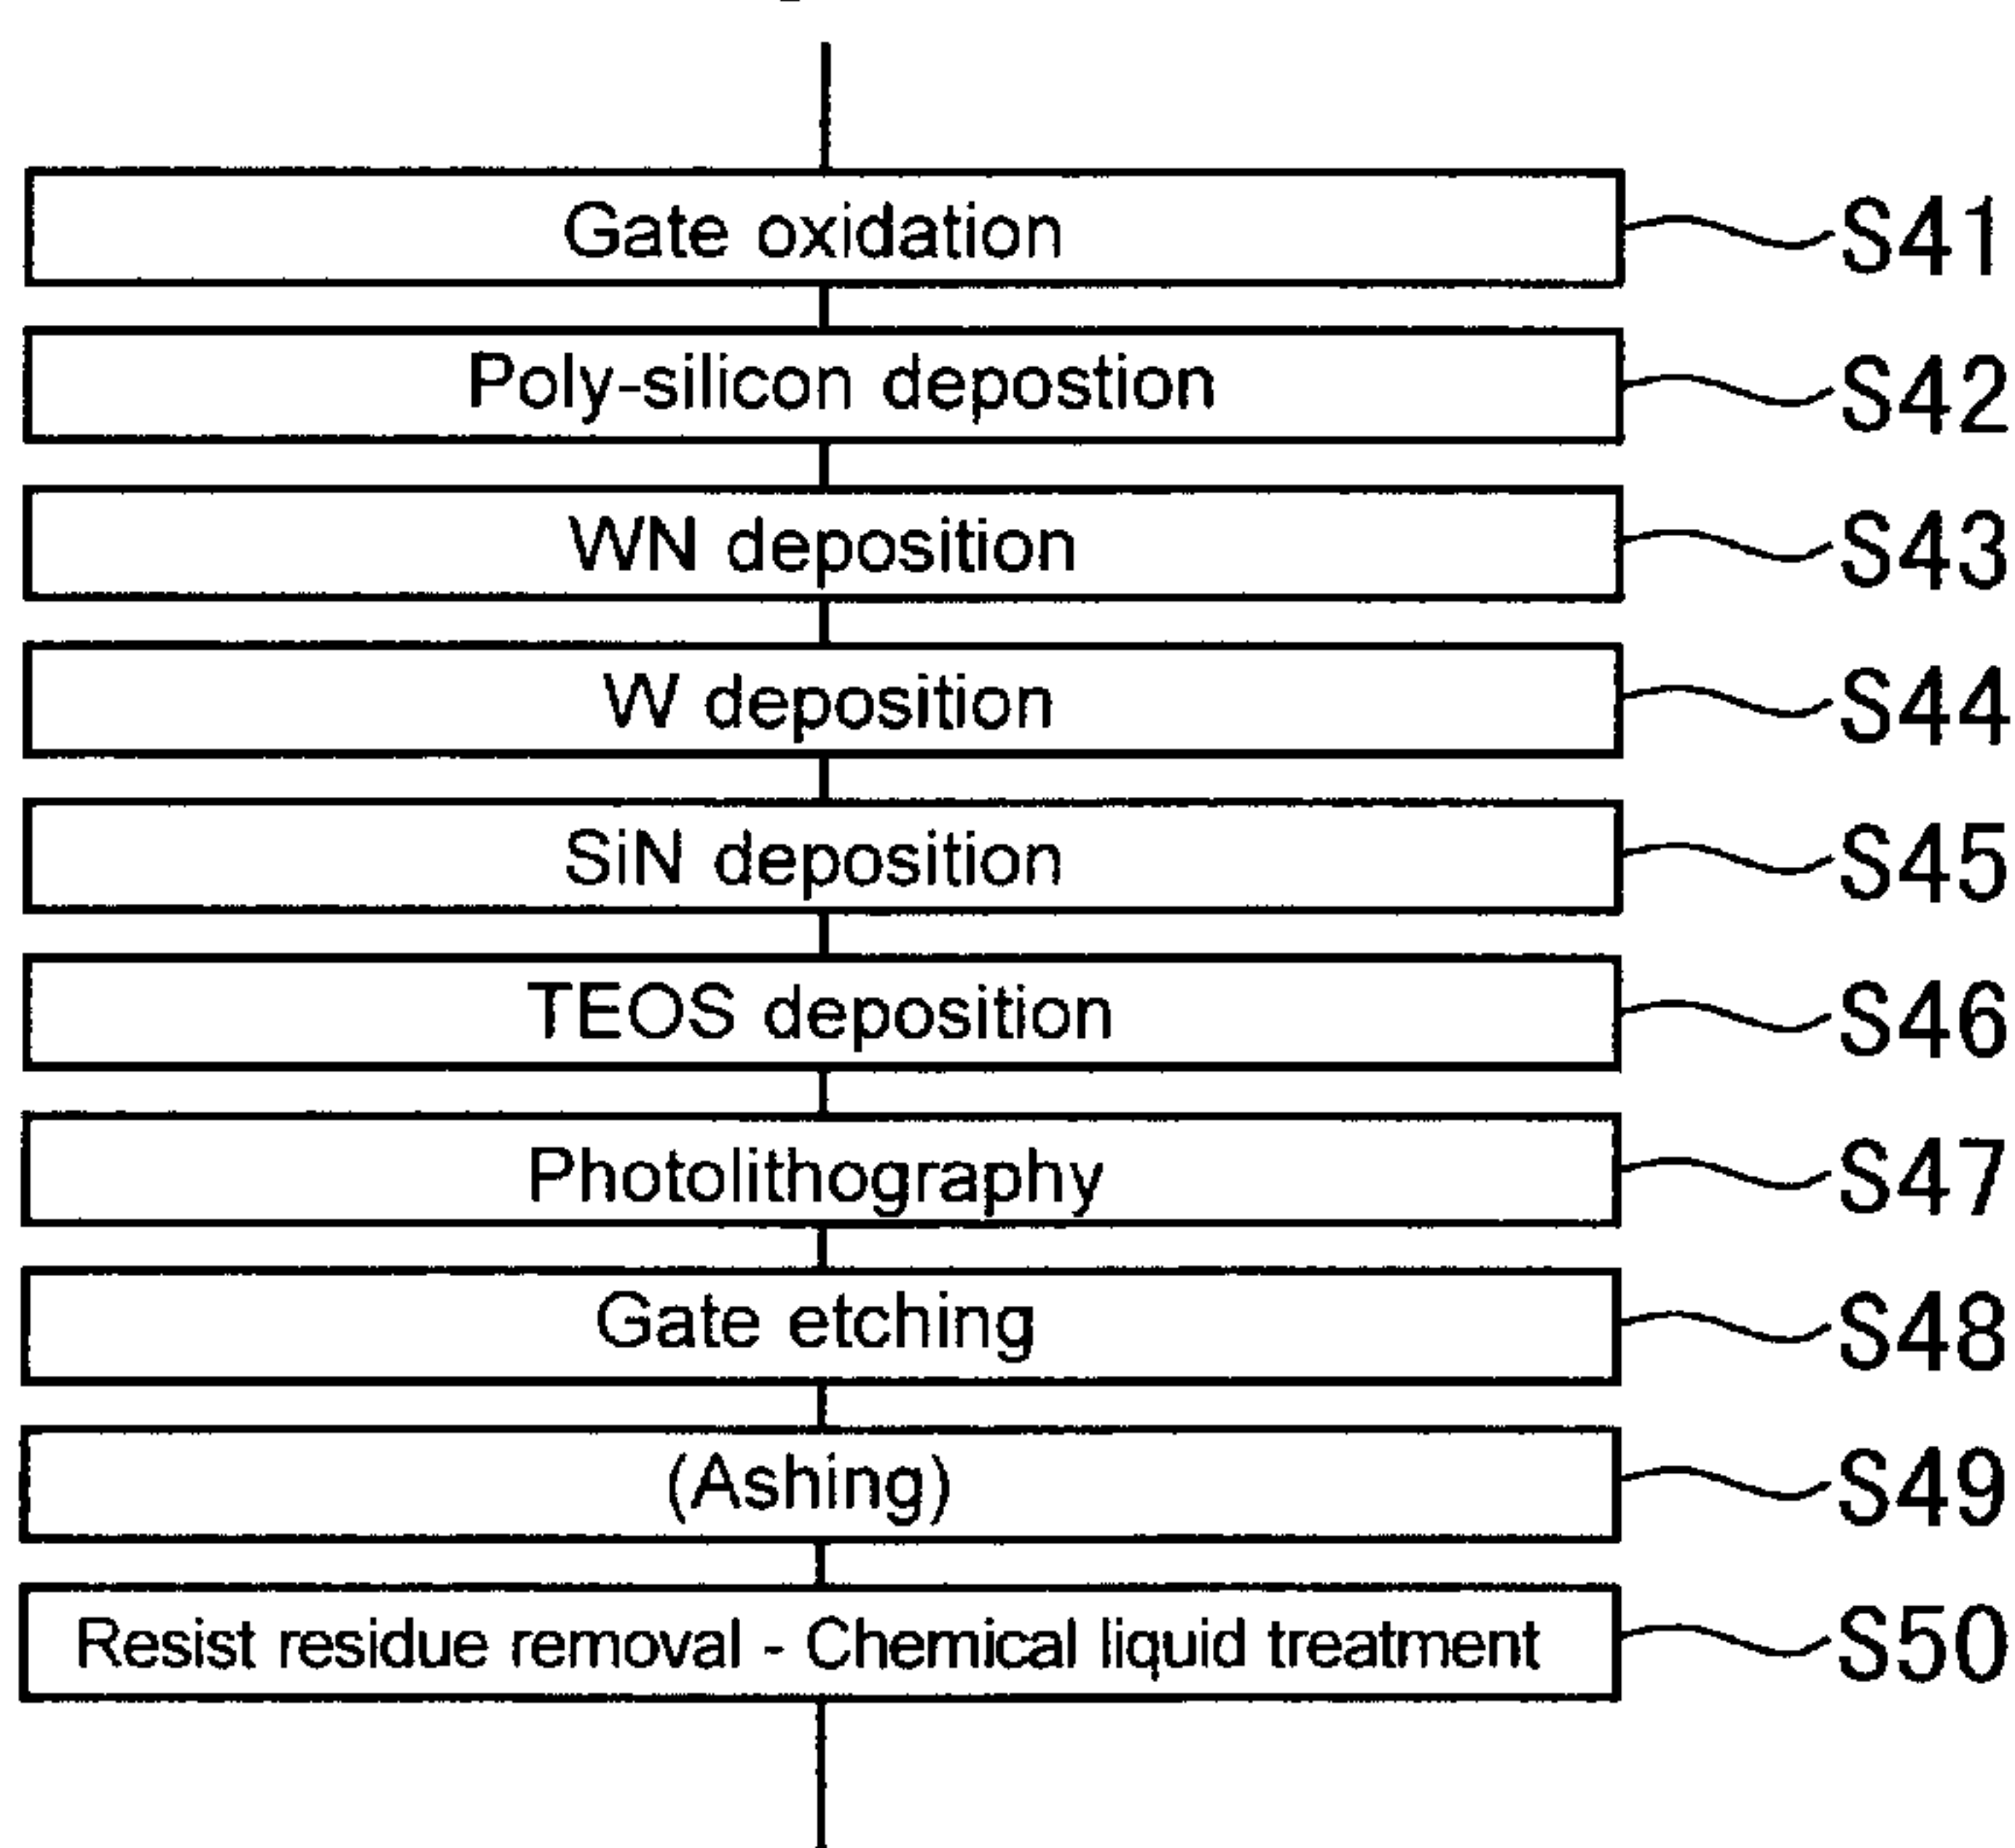 Gate oxidation S41
Poly-silicon depostion S42
WN deposition S43
W deposition S44
SiN deposition S45
TEOS deposition S46
Photolithography S47
Gate etching S48
(Ashing) S49
Resist residue removal - Chemical liquid treatment S50